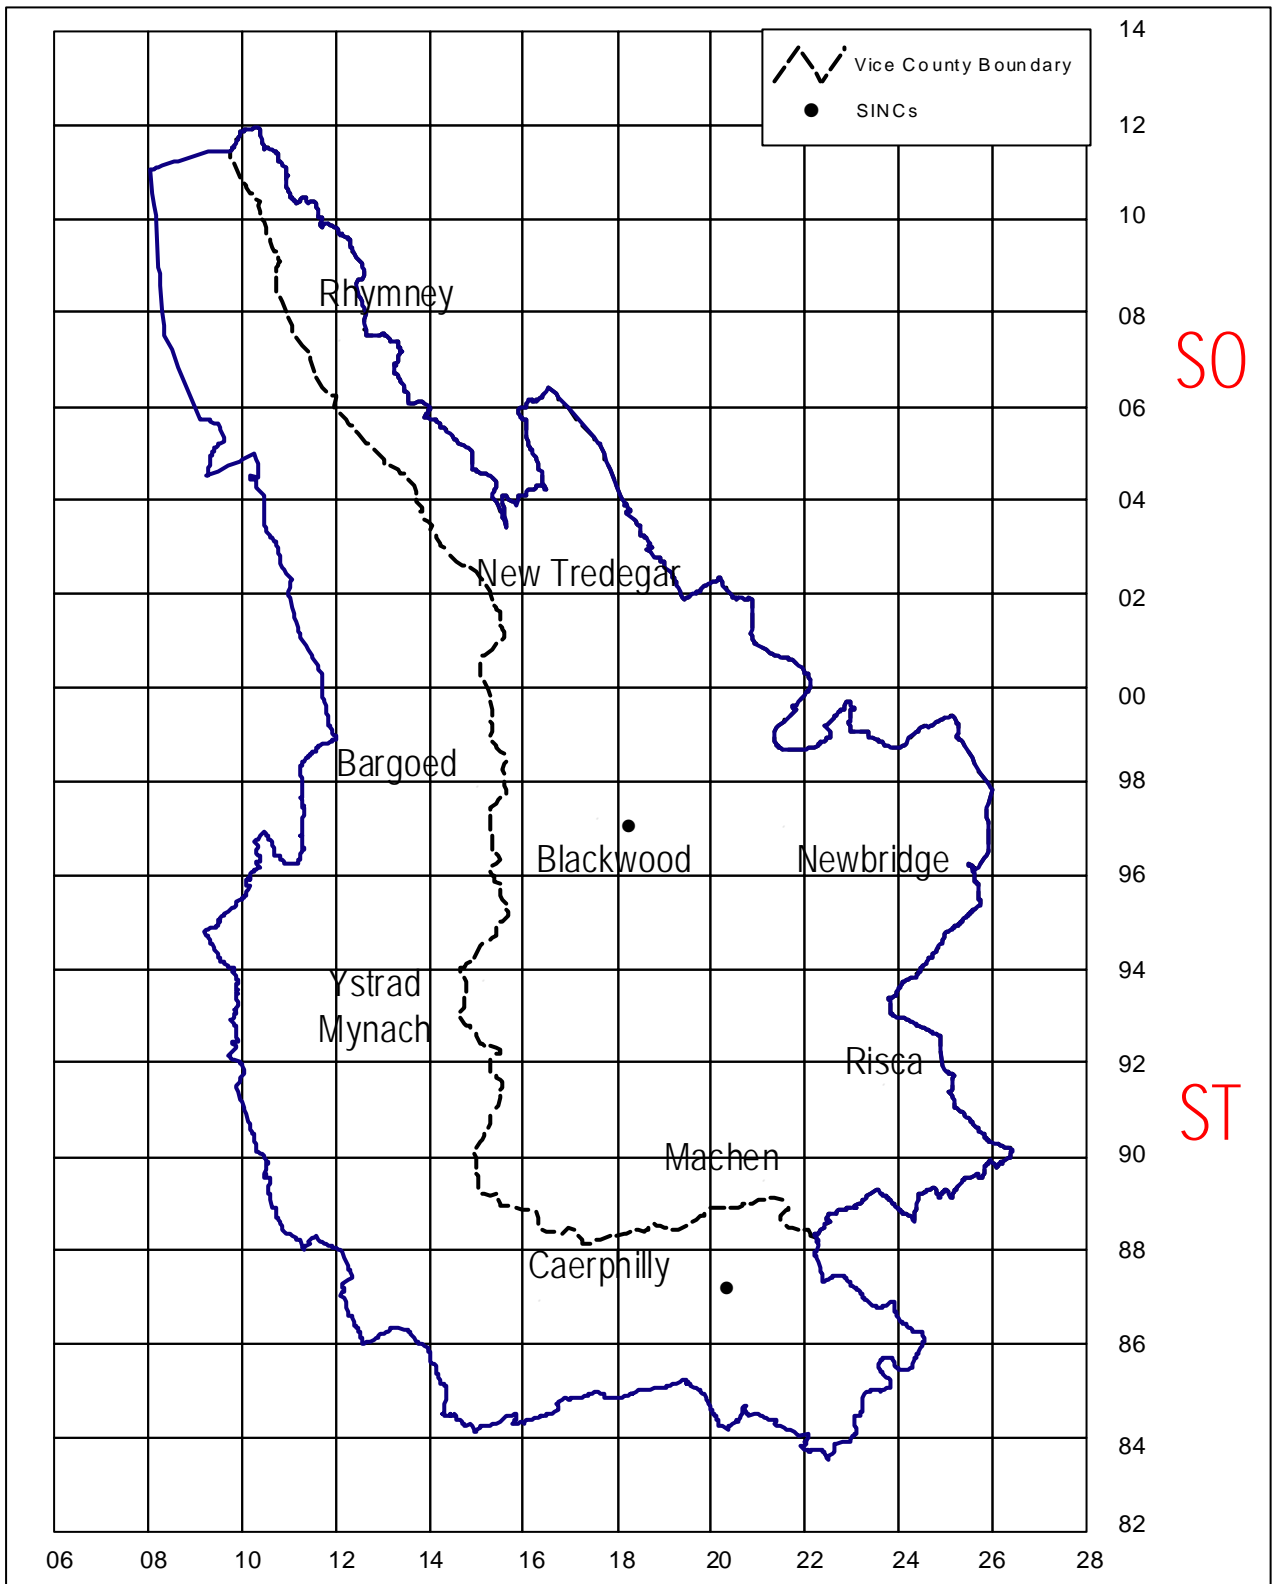 14
Vice County Boundary
SINCs
12
10
Rhymney
08
SO
06
04
New Tredegar
02
00
Bargoed
98
Blackwood
Newbridge
96
Ystrad
Mynach
94
Risca
92
ST
Machen
90
88
Caerphilly
86
84
82
06 08 10 12 14 16 18 20 22 24 26 28